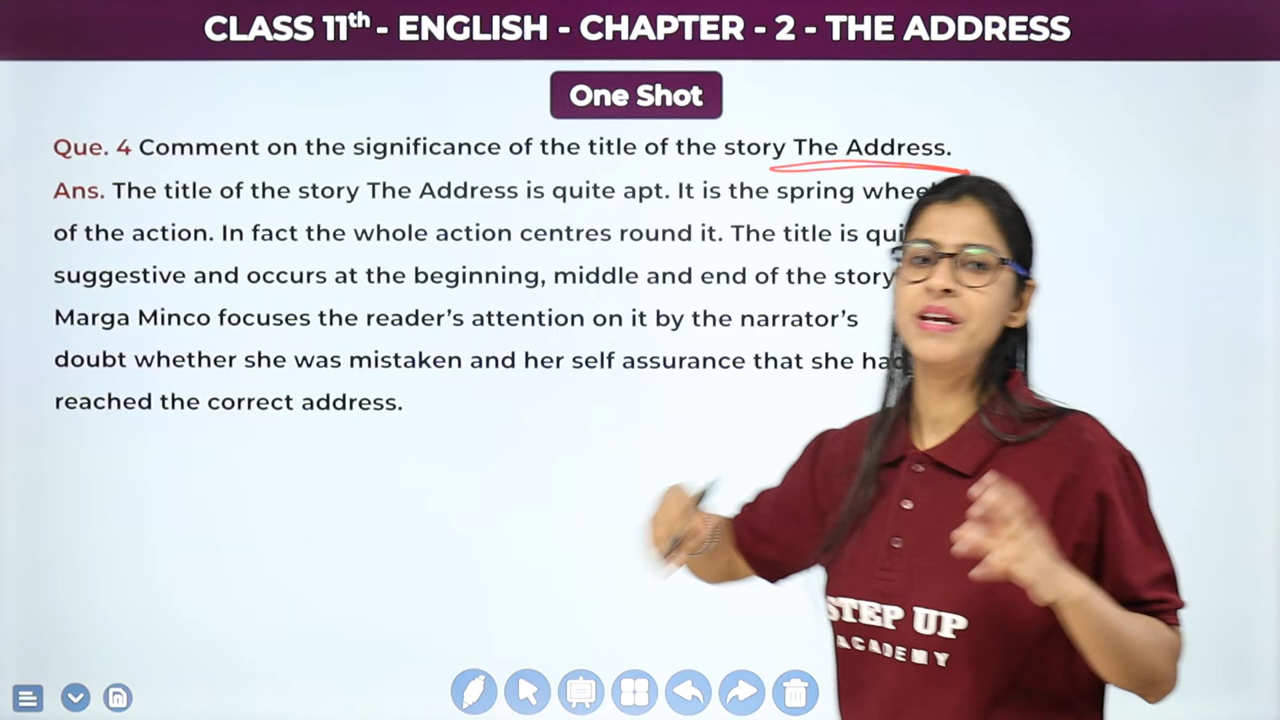 CLASS 11th - ENGLISH - CHAPTER - 2 - THE ADDRESS
One Shot
Que. 4 Comment on the significance of the title of the story The Address.
Ans. The title of the story The Address is quite apt. It is the spring
of the action. In fact the whole action centres round it. The title is
suggestive and occurs at the beginning, middle and end of the story
Marga Minco focuses the reader's attention on it by the narrator's
doubt whether she was mistaken and her self assurance that she had
reached the correct address.
STEP UP
ACADEMY